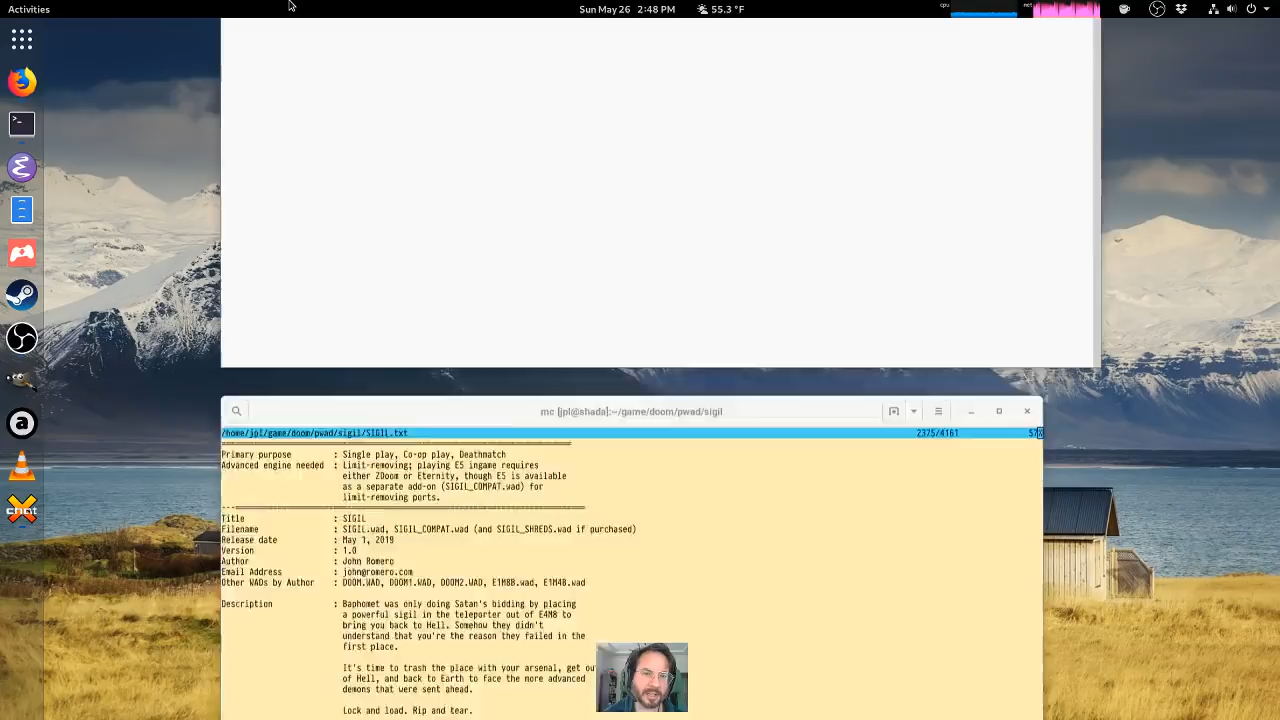 Activities
Sun May 26 2:48 PM
55.3 °F
cpu
net
mc [jpl@shada]:~/game/doom/pwad/sigil
/home/jpl/game/doom/pwad/sigil/SIGIL.txt 2375/4161 57%
Primary purpose : Single play, Co-op play, Deathmatch
Advanced engine needed : Limit-removing; playing E5 ingame requires
either ZDoom or Eternity, though E5 is available
as a separate add-on (SIGIL_COMPAT.wad) for
limit-removing ports.
Title : SIGIL
Filename : SIGIL.wad, SIGIL_COMPAT.wad (and SIGIL_SHREDS.wad if purchased)
Release date : May 1, 2019
Version : 1.0
Author : John Romero
Email Address : john@romero.com
Other WADs by Author : DOOM.WAD, DOOM1.WAD, DOOM2.WAD, E1M8B.wad, E1M4B.wad
Description : Baphomet was only doing Satan's bidding by placing
a powerful sigil in the teleporter out of E4M8 to
bring you back to Hell. Somehow they didn't
understand that you're the reason they failed in the
first place.
It's time to trash the place with your arsenal, get ou
of Hell, and back to Earth to face the more advanced
demons that were sent ahead.
Lock and load. Rip and tear.
chat